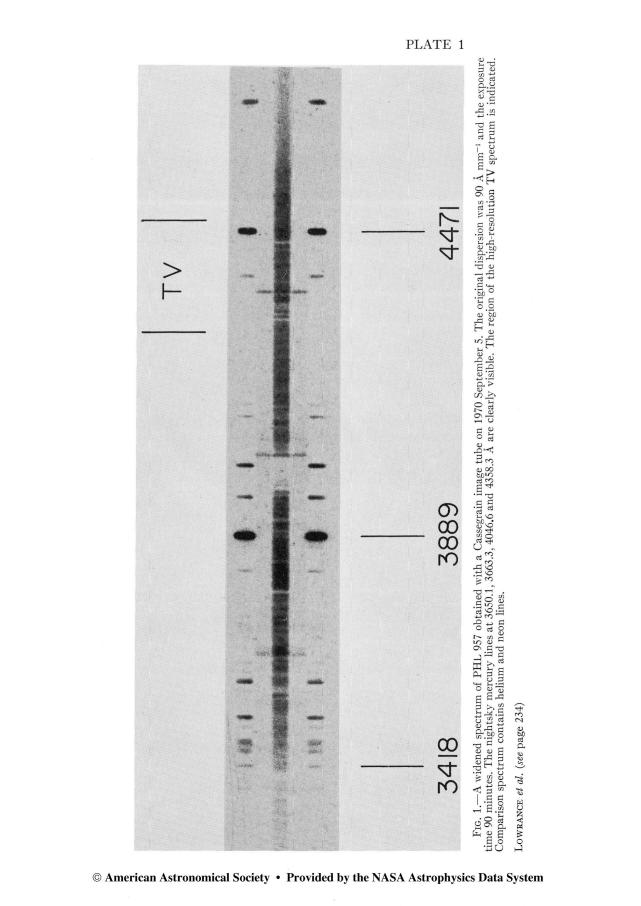 PLATE 1
TV
4471
3889
3418
FIG. 1.—A widened spectrum of PHL 957 obtained with a Cassegrain image tube on 1970 September 5. The original dispersion was 90 Å mm⁻¹ and the exposure
time 90 minutes. The nightsky mercury lines at 3650.1, 3663.3, 4046.6 and 4358.3 Å are clearly visible. The region of the high-resolution TV spectrum is indicated.
Comparison spectrum contains helium and neon lines.
LOWRANCE et al. (see page 234)
© American Astronomical Society • Provided by the NASA Astrophysics Data System